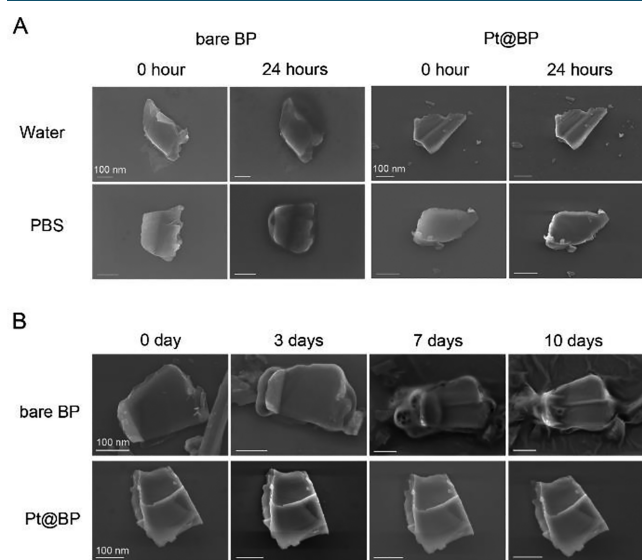 A
bare BP
Pt@BP
0 hour
24 hours
0 hour
24 hours
Water
100 nm
100 nm
PBS
B
0 day
3 days
7 days
10 days
bare BP
100 nm
Pt@BP
100 nm